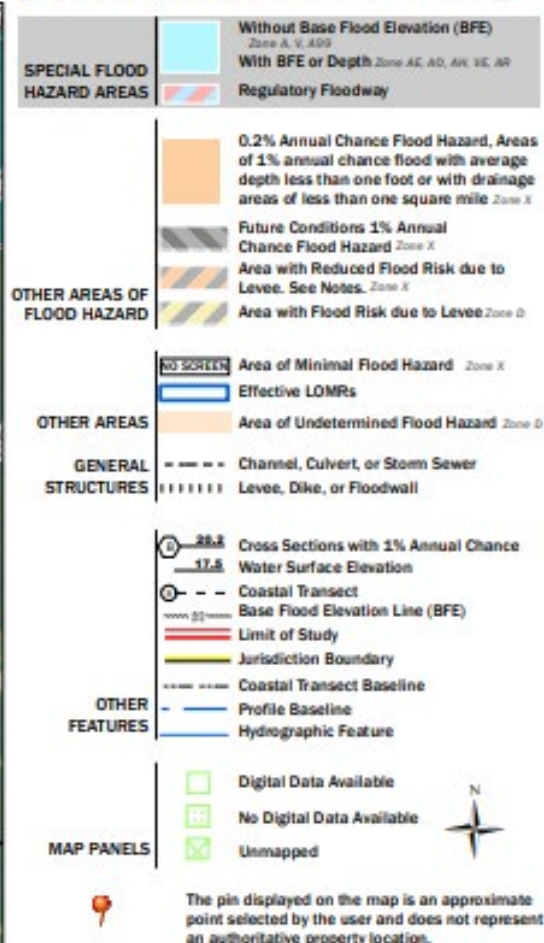 SPECIAL FLOOD
HAZARD AREAS
Without Base Flood Elevation (BFE)
Zone A, V, A99
With BFE or Depth Zone AE, AO, AH, VE, AR
Regulatory Floodway
OTHER AREAS OF
FLOOD HAZARD
0.2% Annual Chance Flood Hazard, Areas
of 1% annual chance flood with average
depth less than one foot or with drainage
areas of less than one square mile Zone X
Future Conditions 1% Annual
Chance Flood Hazard Zone X
Area with Reduced Flood Risk due to
Levee. See Notes. Zone X
Area with Flood Risk due to Levee Zone D
OTHER AREAS
NO SCREEN Area of Minimal Flood Hazard Zone X
Effective LOMRs
Area of Undetermined Flood Hazard Zone D
GENERAL
STRUCTURES
Channel, Culvert, or Storm Sewer
Levee, Dike, or Floodwall
OTHER
FEATURES
20.2 Cross Sections with 1% Annual Chance
17.5 Water Surface Elevation
Coastal Transect
Base Flood Elevation Line (BFE)
Limit of Study
Jurisdiction Boundary
Coastal Transect Baseline
Profile Baseline
Hydrographic Feature
MAP PANELS
Digital Data Available
No Digital Data Available
Unmapped
N
The pin displayed on the map is an approximate
point selected by the user and does not represent
an authoritative property location.